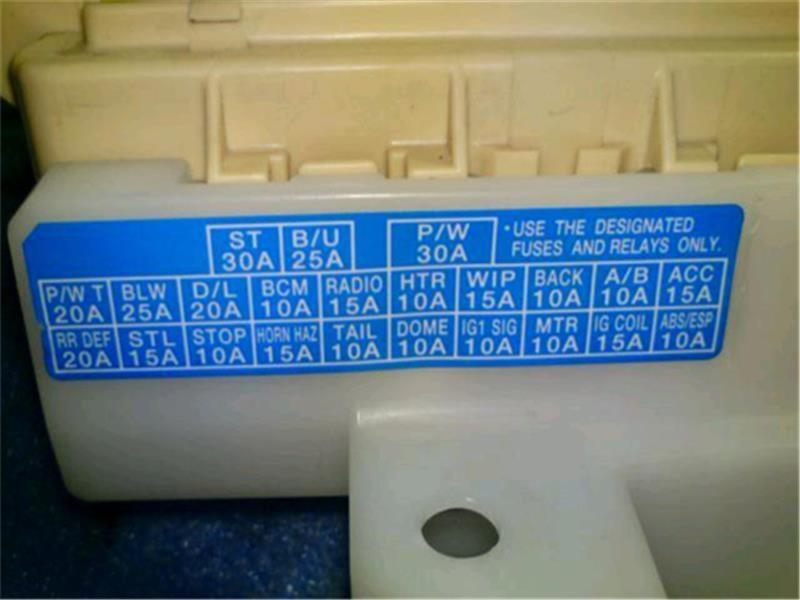 ST B/U P/W • USE THE DESIGNATED
30A 25A 30A FUSES AND RELAYS ONLY.
P/W T BLW D/L BCM RADIO HTR WIP BACK A/B ACC
20A 25A 20A 10A 15A 10A 15A 10A 10A 15A
RR DEF STL STOP HORN HAZ TAIL DOME IG1 SIG MTR IG COIL ABS/ESP
20A 15A 10A 15A 10A 10A 10A 10A 15A 10A